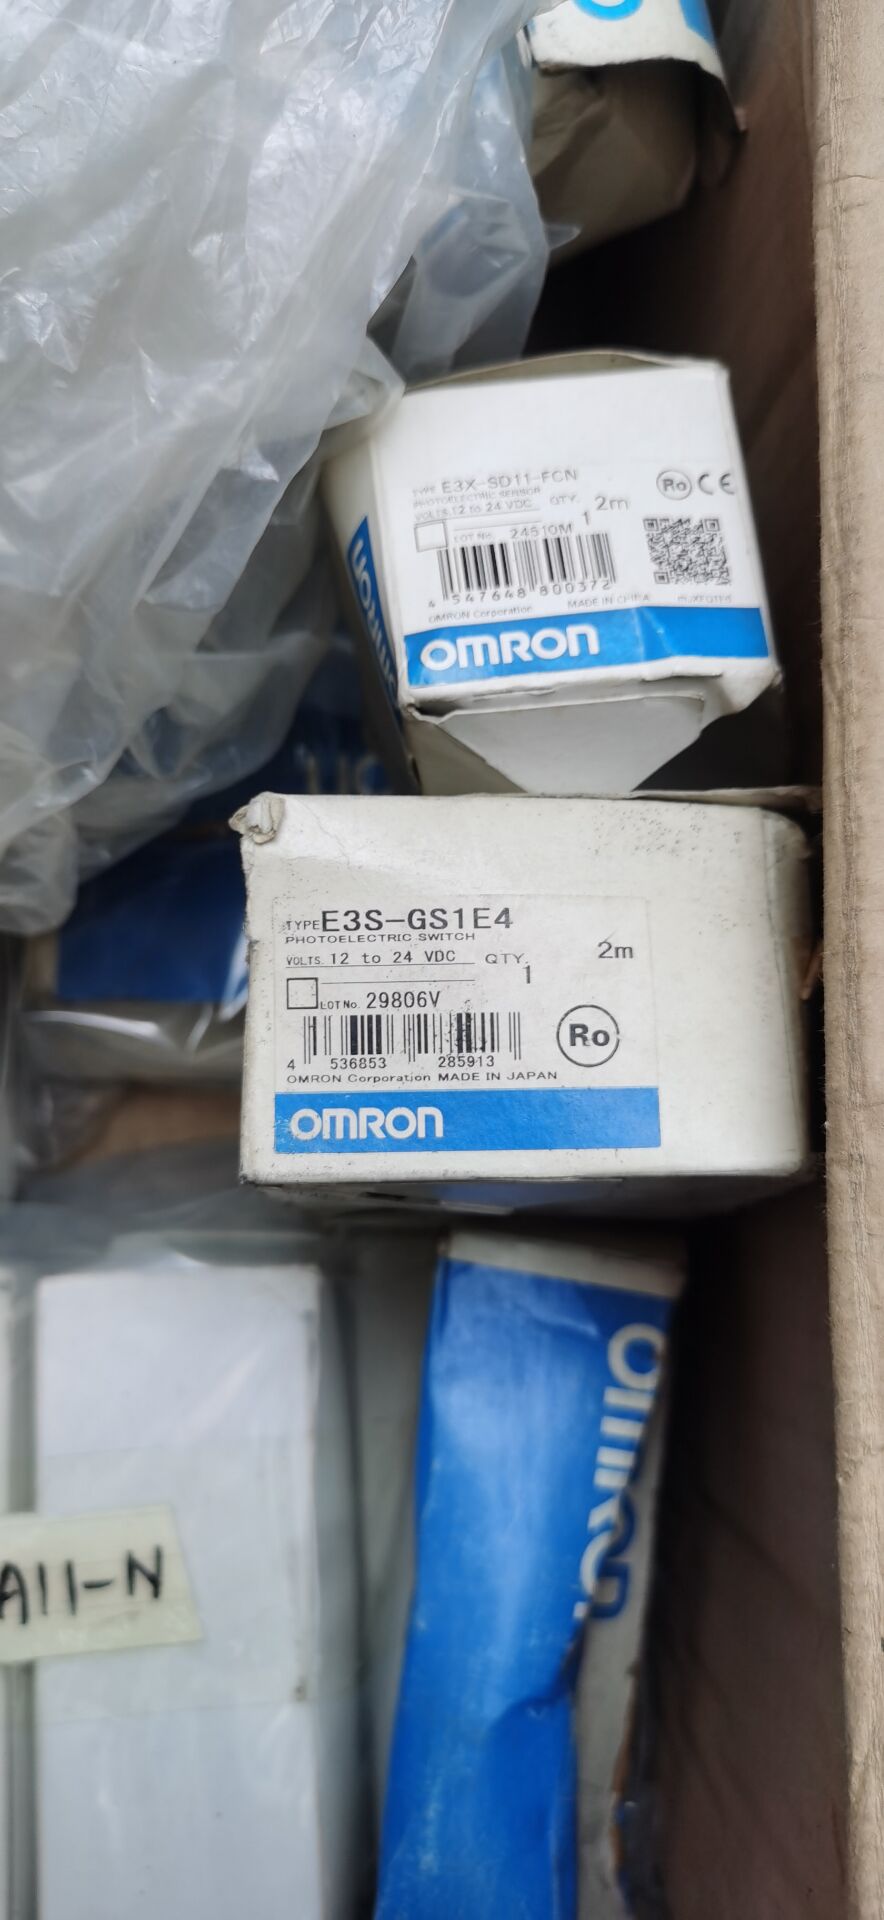 TYPE E3X-SD11-FCN
PHOTOELECTRIC SENSOR
VOLTS. 12 to 24 VDC QTY. 2m
1
LOT No. 24510M
Ro CE
4 547648 800372
OMRON Corporation MADE IN CHINA
OMRON
OMRON
TYPE E3S-GS1E4
PHOTOELECTRIC SWITCH
VOLTS. 12 to 24 VDC QTY. 2m
1
LOT No. 29806V
Ro
4 536853 285913
OMRON Corporation MADE IN JAPAN
OMRON
OMRON
A11-N